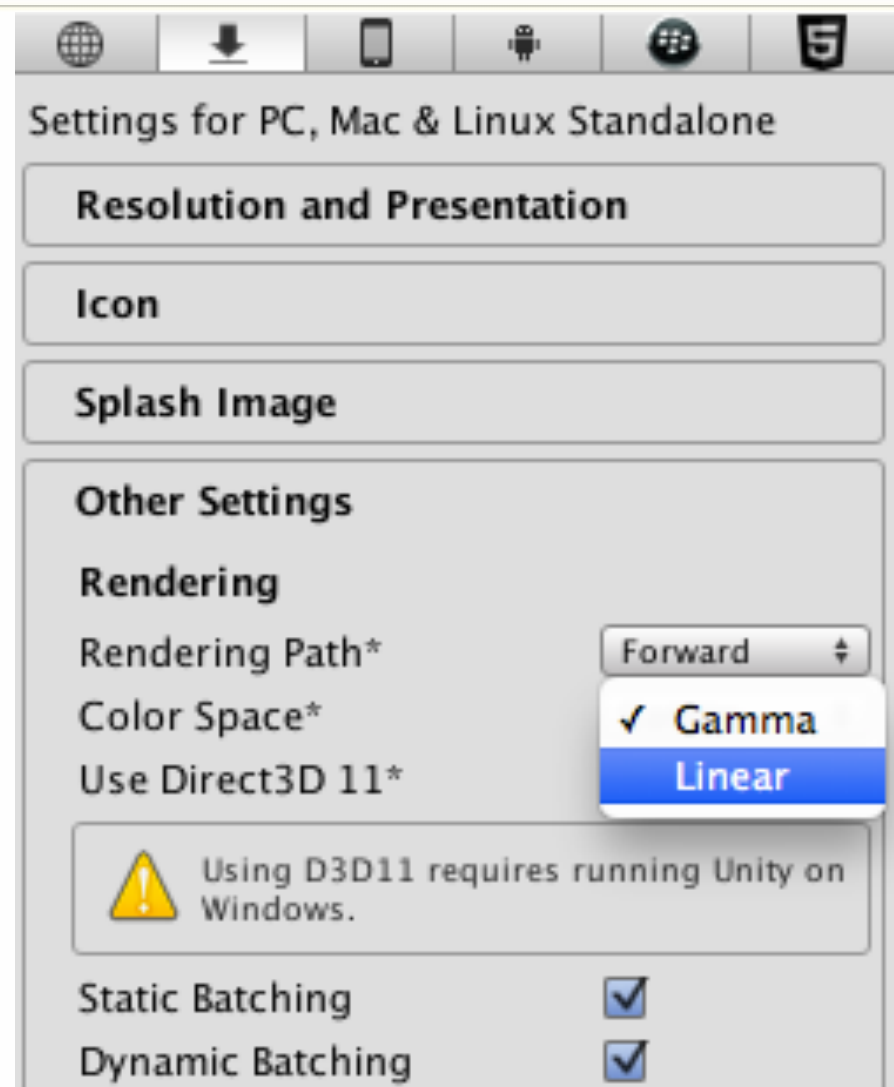 Settings for PC, Mac & Linux Standalone
Resolution and Presentation
Icon
Splash Image
Other Settings
Rendering
Rendering Path* Forward
Color Space* ✓ Gamma
Linear
Use Direct3D 11*
Using D3D11 requires running Unity on
Windows.
Static Batching
Dynamic Batching